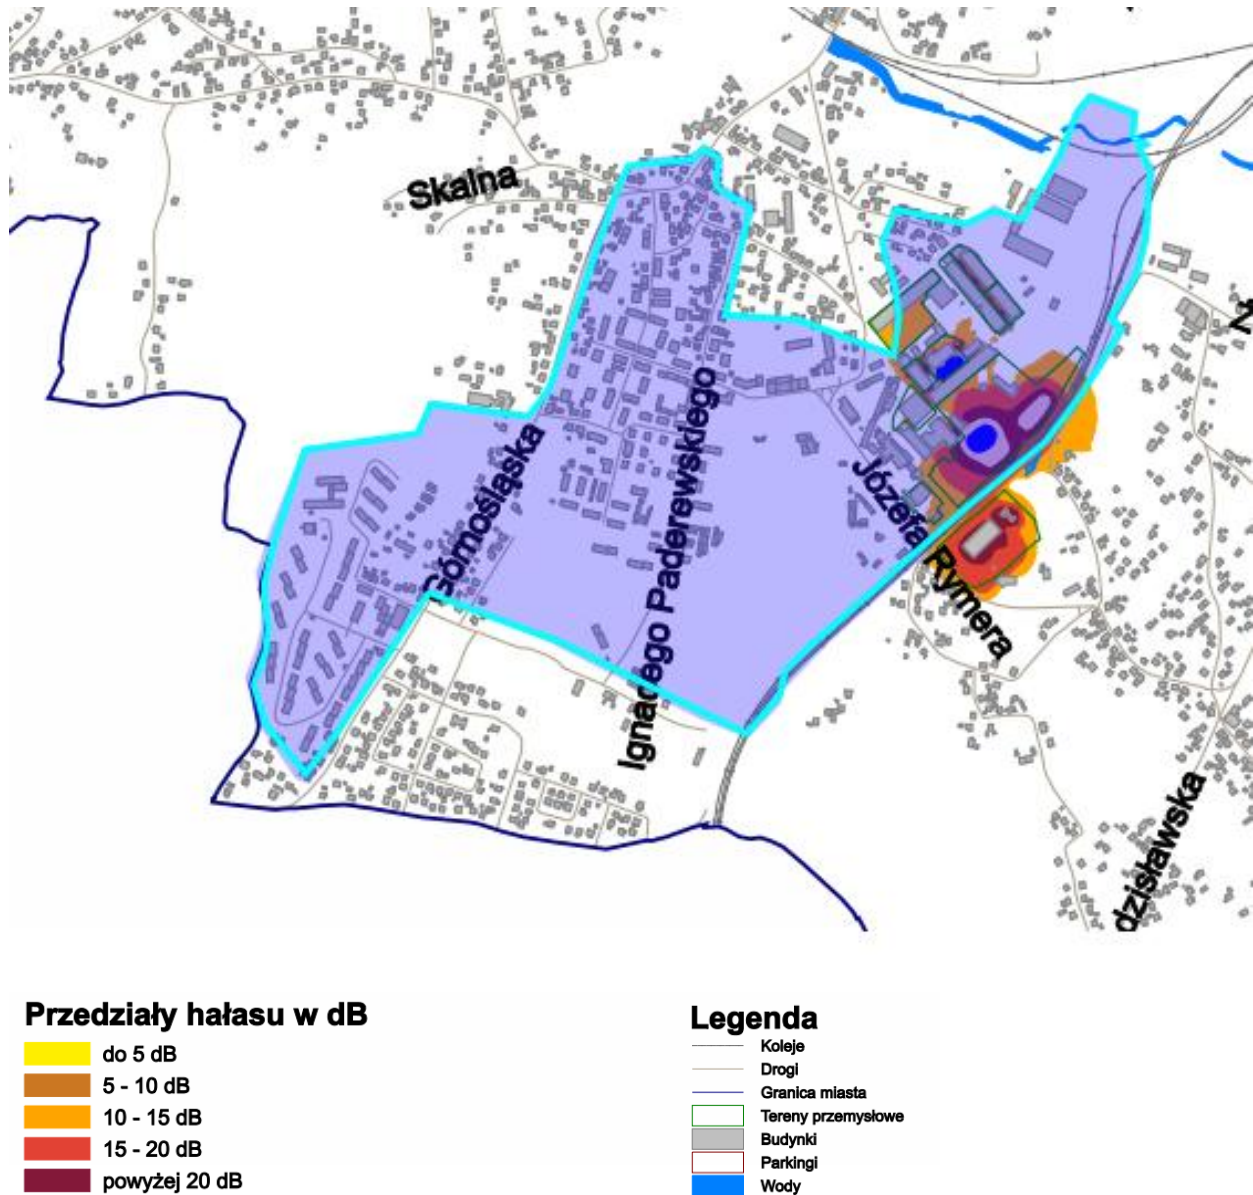 Skalna
Górnośląska
Ignacego Paderewskiego
Józefa Rymera
dzisławska
Ż
Przedziały hałasu w dB
do 5 dB
5 - 10 dB
10 - 15 dB
15 - 20 dB
powyżej 20 dB
Legenda
Koleje
Drogi
Granica miasta
Tereny przemysłowe
Budynki
Parkingi
Wody